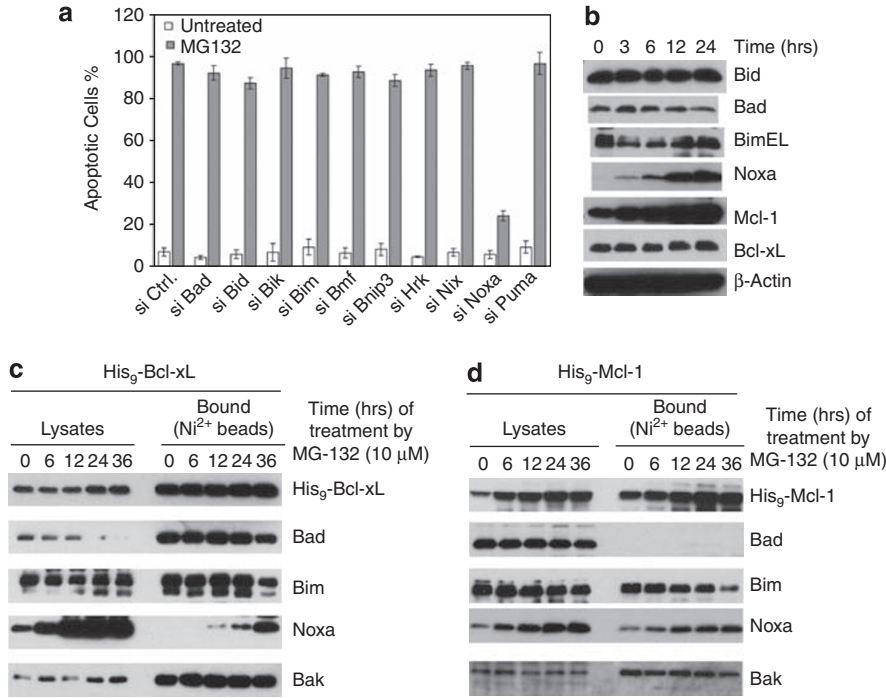 a
Untreated
MG132
Apoptotic Cells %
120
100
80
60
40
20
0
si Ctrl.
si Bad
si Bid
si Bik
si Bim
si Bmf
si Bnip3
si Hrk
si Nix
si Noxa
si Puma
b
0 3 6 12 24 Time (hrs)
Bid
Bad
BimEL
Noxa
Mcl-1
Bcl-xL
β-Actin
c
His₉-Bcl-xL
Lysates
Bound
(Ni²⁺ beads)
Time (hrs) of
treatment by
MG-132 (10 μM)
0 6 12 24 36 0 6 12 24 36
His₉-Bcl-xL
Bad
Bim
Noxa
Bak
d
His₉-Mcl-1
Lysates
Bound
(Ni²⁺ beads)
Time (hrs) of
treatment by
MG-132 (10 μM)
0 6 12 24 36 0 6 12 24 36
His₉-Mcl-1
Bad
Bim
Noxa
Bak